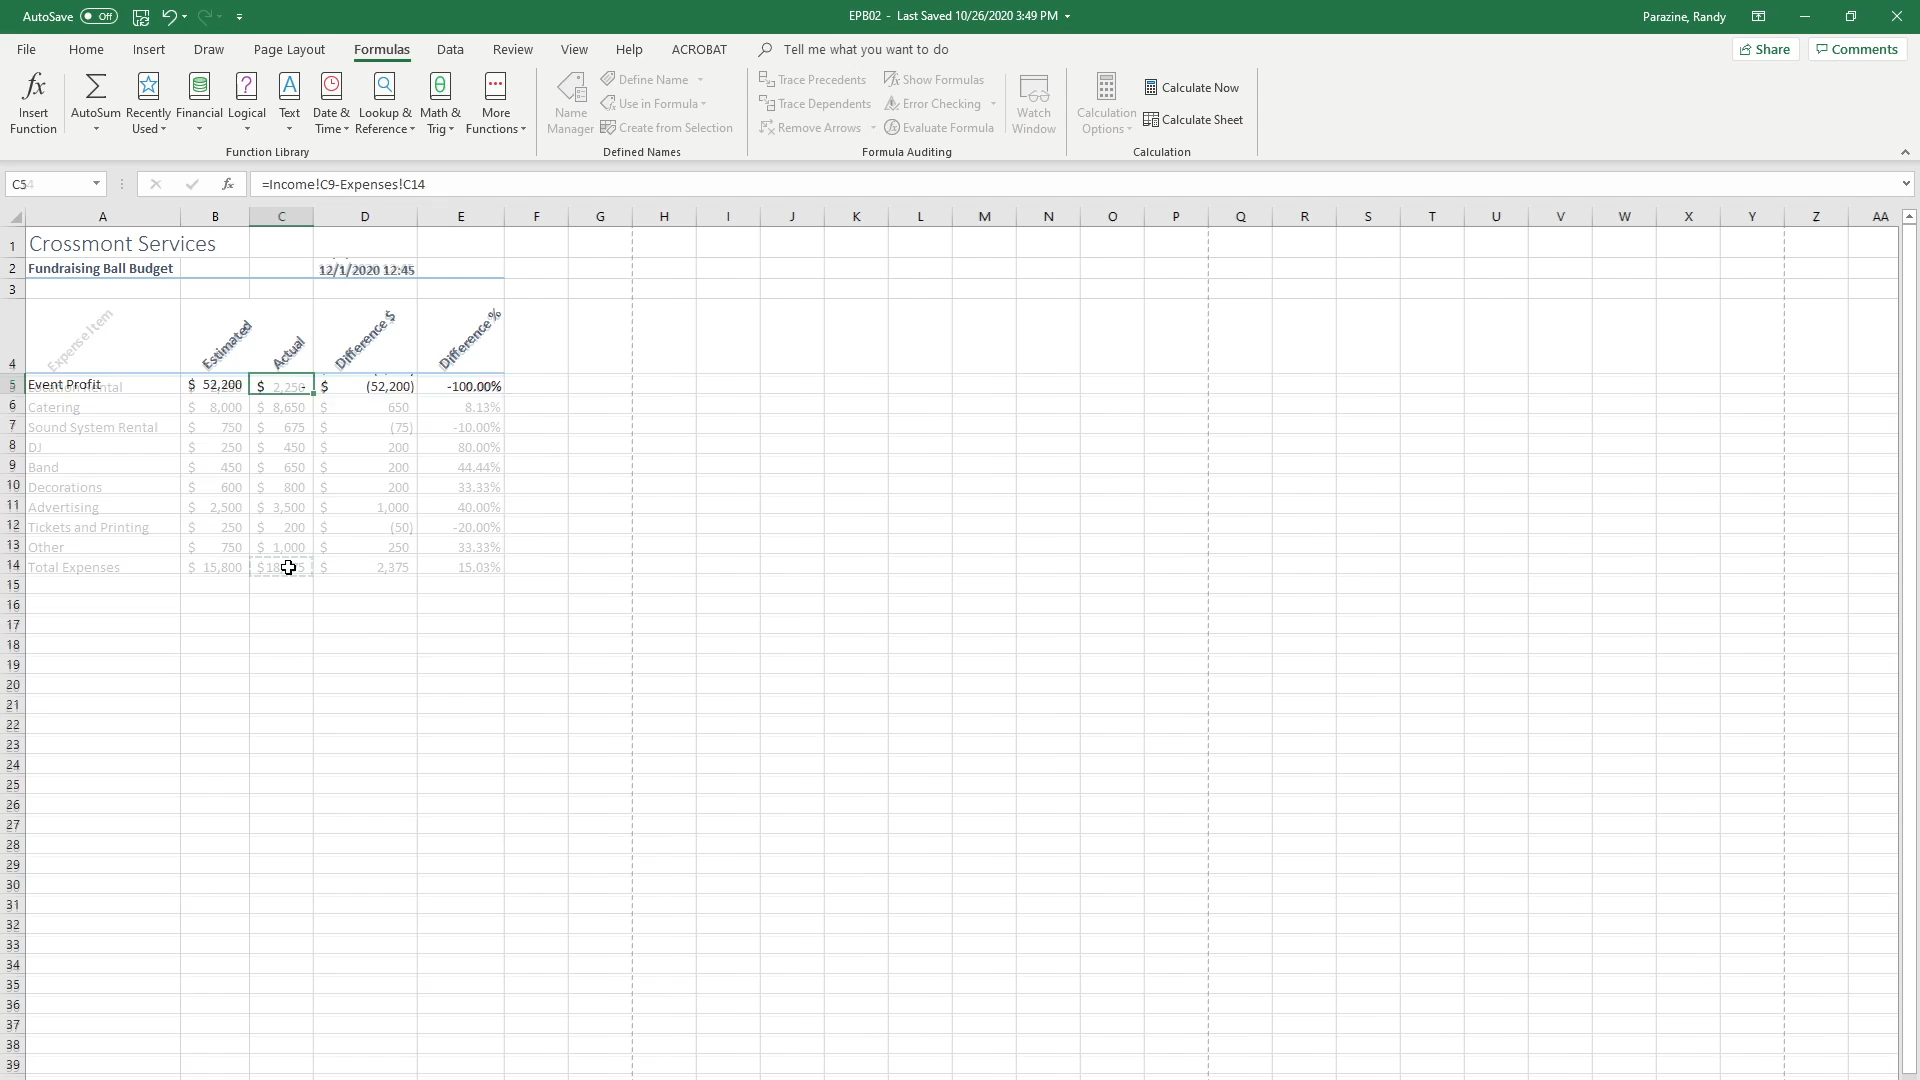 AutoSave Off
EPB02 - Last Saved 10/26/2020 3:49 PM
Parazine, Randy
File Home Insert Draw Page Layout Formulas Data Review View Help ACROBAT Tell me what you want to do
Share Comments
Insert Function
AutoSum
Recently Used
Financial
Logical
Text
Date & Time
Lookup & Reference
Math & Trig
More Functions
Function Library
Name Manager
Define Name
Use in Formula
Create from Selection
Defined Names
Trace Precedents
Trace Dependents
Remove Arrows
Show Formulas
Error Checking
Evaluate Formula
Watch Window
Formula Auditing
Calculation Options
Calculate Now
Calculate Sheet
Calculation
C5 fx =Income!C9-Expenses!C14
A B C D E F G H I J K L M N O P Q R S T U V W X Y Z AA
1 Crossmont Services
2 Fundraising Ball Budget 12/1/2020 12:45
3
4 Expense Item Estimated Actual Difference $ Difference %
5 Event Profit $ 52,200 $ - $ (52,200) -100.00%
6 Catering $ 8,000 $ 8,650 $ 650 8.13%
7 Sound System Rental $ 750 $ 675 $ (75) -10.00%
8 DJ $ 250 $ 450 $ 200 80.00%
9 Band $ 450 $ 650 $ 200 44.44%
10 Decorations $ 600 $ 800 $ 200 33.33%
11 Advertising $ 2,500 $ 3,500 $ 1,000 40.00%
12 Tickets and Printing $ 250 $ 200 $ (50) -20.00%
13 Other $ 750 $ 1,000 $ 250 33.33%
14 Total Expenses $ 15,800 $ $ 2,375 15.03%
15
16
17
18
19
20
21
22
23
24
25
26
27
28
29
30
31
32
33
34
35
36
37
38
39